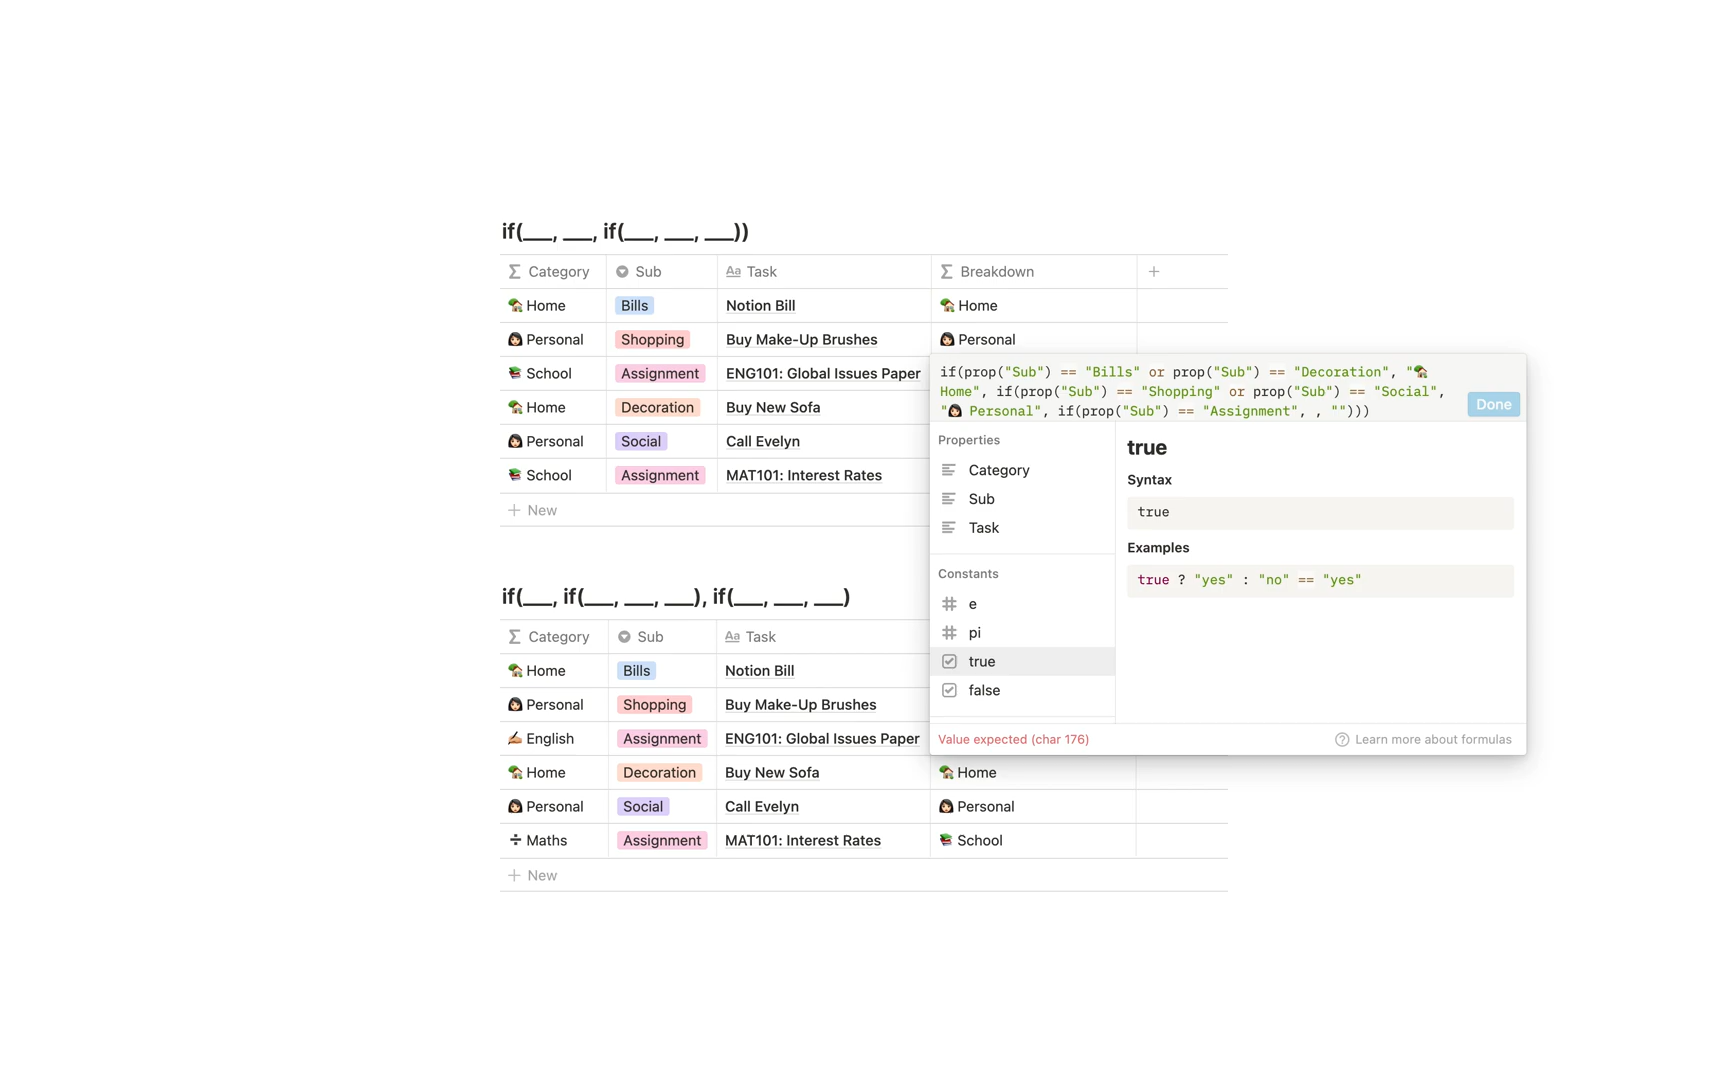 if(___, ___, if(___, ___, ___))
Category Sub Task Breakdown
Home Bills Notion Bill Home
Personal Shopping Buy Make-Up Brushes Personal
School Assignment ENG101: Global Issues Paper
Home Decoration Buy New Sofa
Personal Social Call Evelyn
School Assignment MAT101: Interest Rates
New
if(prop("Sub") == "Bills" or prop("Sub") == "Decoration", "🏡
Home", if(prop("Sub") == "Shopping" or prop("Sub") == "Social",
"👩🏻 Personal", if(prop("Sub") == "Assignment", , "")))
Done
Properties
Category
Sub
Task
Constants
e
pi
true
false
true
Syntax
true
Examples
true ? "yes" : "no" == "yes"
Value expected (char 176)
Learn more about formulas
if(___, if(___, ___, ___), if(___, ___, ___)
Category Sub Task
Home Bills Notion Bill
Personal Shopping Buy Make-Up Brushes
English Assignment ENG101: Global Issues Paper
Home Decoration Buy New Sofa Home
Personal Social Call Evelyn Personal
Maths Assignment MAT101: Interest Rates School
New